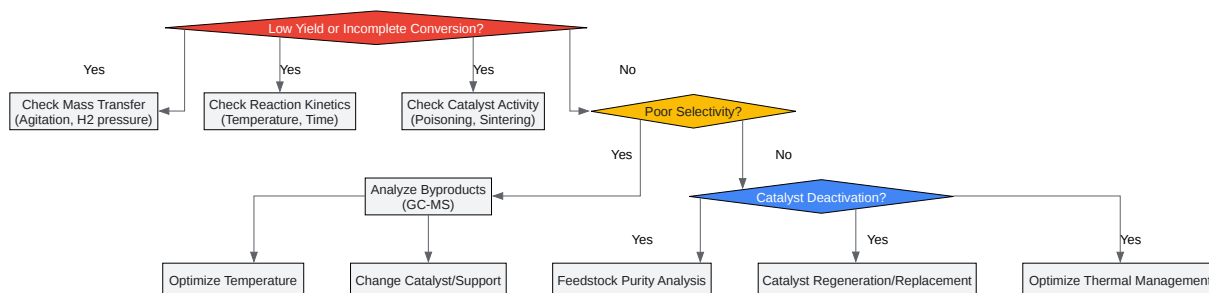 Low Yield or Incomplete Conversion?
Yes
Yes
Yes
No
Check Mass Transfer
(Agitation, H2 pressure)
Check Reaction Kinetics
(Temperature, Time)
Check Catalyst Activity
(Poisoning, Sintering)
Poor Selectivity?
Yes
No
Analyze Byproducts
(GC-MS)
Catalyst Deactivation?
Yes
Yes
Yes
Optimize Temperature
Change Catalyst/Support
Feedstock Purity Analysis
Catalyst Regeneration/Replacement
Optimize Thermal Management